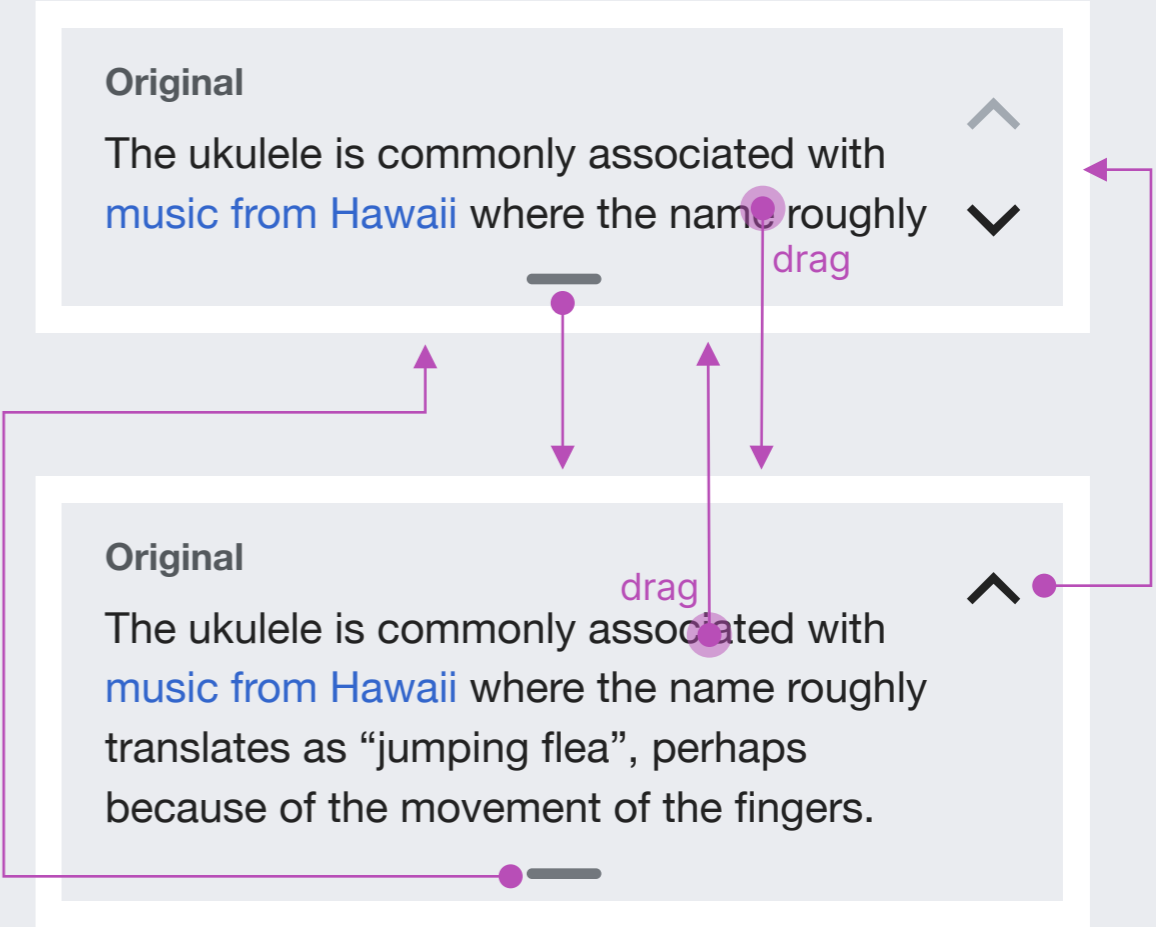 Original
The ukulele is commonly associated with
music from Hawaii where the name roughly
drag
Original
drag
The ukulele is commonly associated with
music from Hawaii where the name roughly
translates as “jumping flea”, perhaps
because of the movement of the fingers.